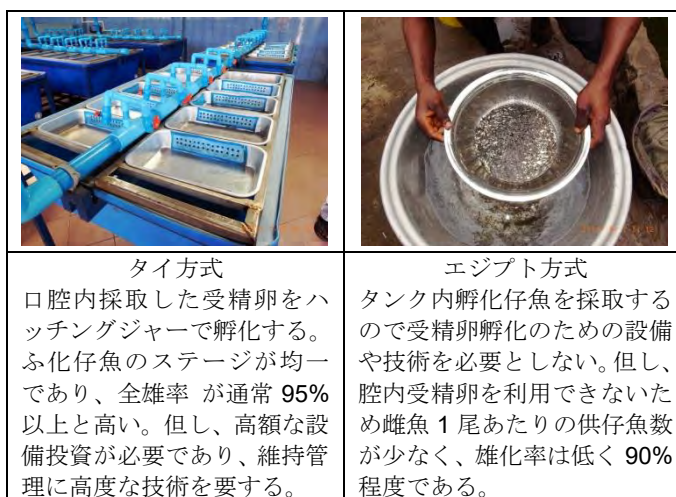 タイ方式
口腔内採取した受精卵をハ
ッチングジャーで孵化する。
ふ化仔魚のステージが均一
であり、全雄率 が通常 95%
以上と高い。但し、高額な設
備投資が必要であり、維持管
理に高度な技術を要する。
エジプト方式
タンク内孵化仔魚を採取する
ので受精卵孵化のための設備
や技術を必要としない。但し、
腔内受精卵を利用できないた
め雌魚 1 尾あたりの供仔魚数
が少なく、雄化率は低く 90%
程度である。